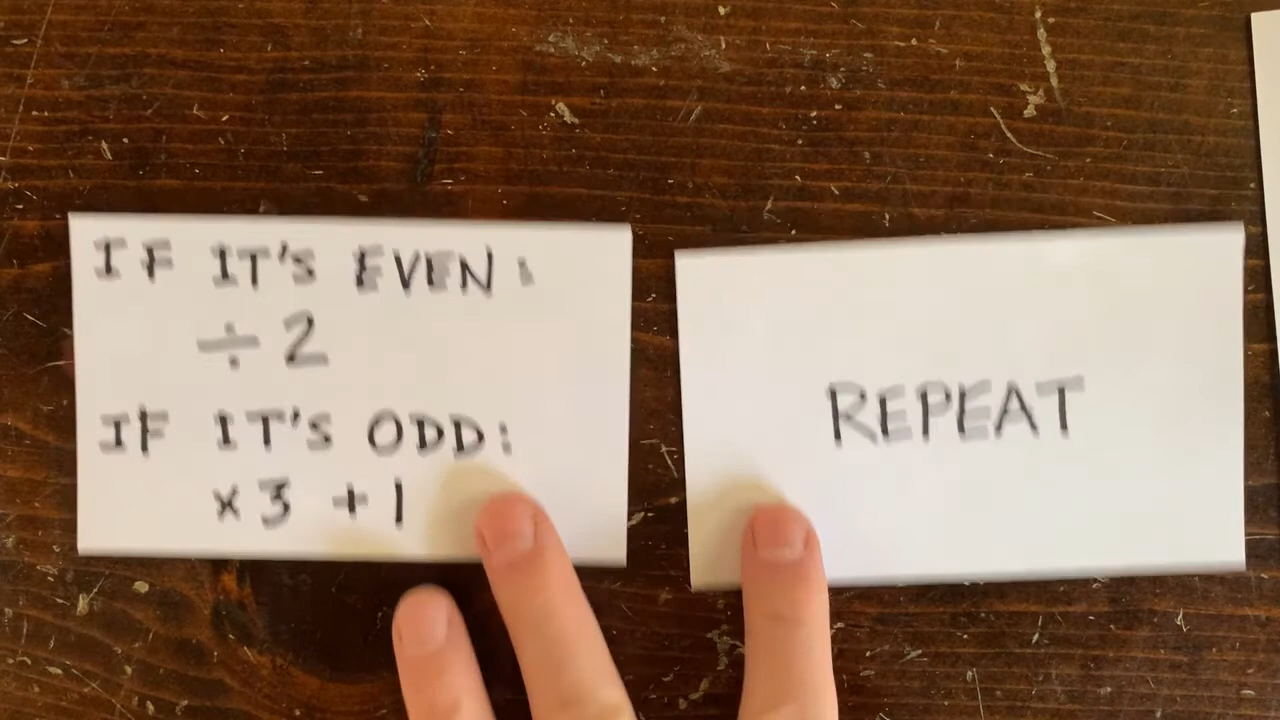 IF IT'S EVEN:
÷ 2
IF IT'S ODD:
× 3 + 1
REPEAT